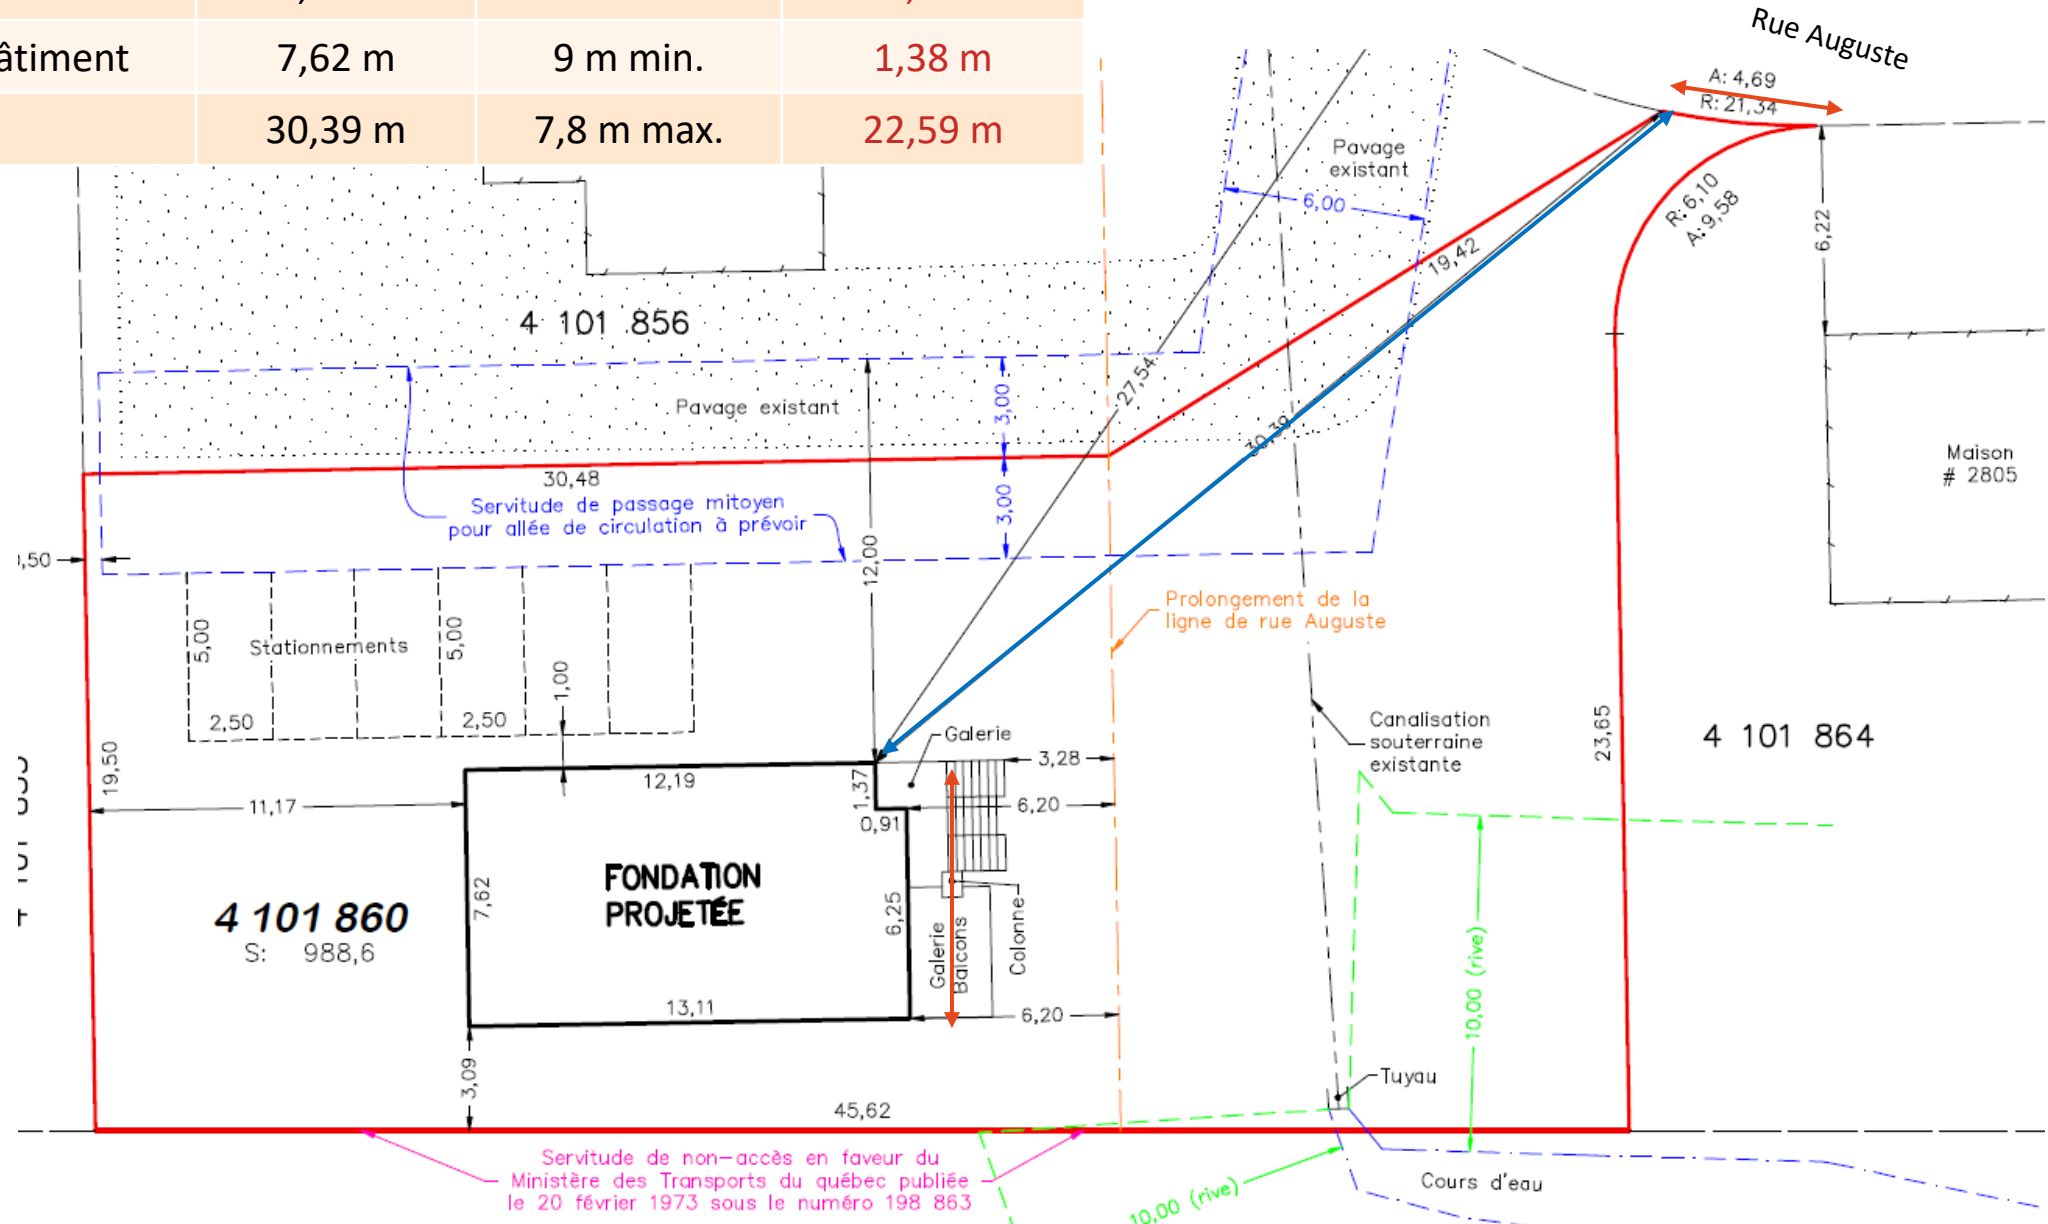 âtiment 7,62 m 9 m min. 1,38 m
30,39 m 7,8 m max. 22,59 m
Rue Auguste
A: 4,69
R: 21,34
Pavage
existant
6,00
R: 6,10
A: 9,58
6,22
19,42
4 101 856
27,54
3,00
Pavage existant
30,39
Maison
# 2805
30,48
Servitude de passage mitoyen
pour allée de circulation à prévoir
3,00
12,00
1,50
Prolongement de la
ligne de rue Auguste
5,00
Stationnements
5,00
1,00
2,50
2,50
Canalisation
souterraine
existante
23,65
4 101 864
Galerie
3,28
19,50
12,19
1,37
11,17
6,20
0,91
FONDATION
PROJETÉE
7,62
6,25
4 101 860
S: 988,6
Galerie
Balcons
Colonne
10,00 (rive)
13,11
6,20
3,09
Tuyau
45,62
Servitude de non-accès en faveur du
Ministère des Transports du québec publiée
le 20 février 1973 sous le numéro 198 863
10,00 (rive)
Cours d'eau